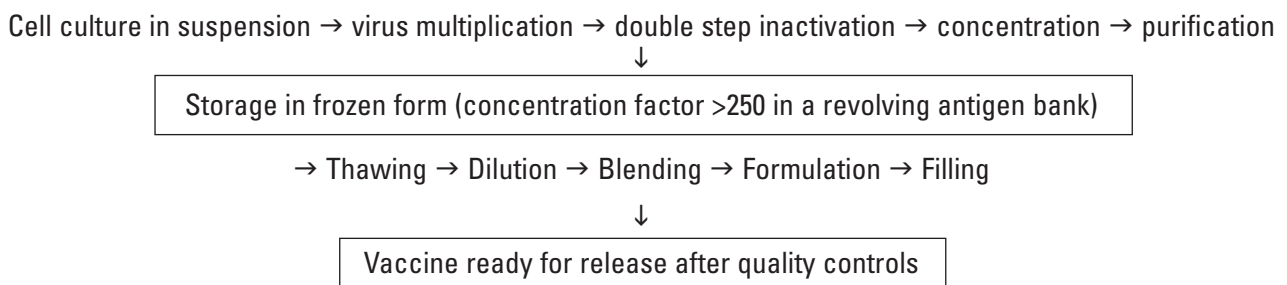 Cell culture in suspension → virus multiplication → double step inactivation → concentration → purification
↓
Storage in frozen form (concentration factor >250 in a revolving antigen bank)
→ Thawing → Dilution → Blending → Formulation → Filling
↓
Vaccine ready for release after quality controls